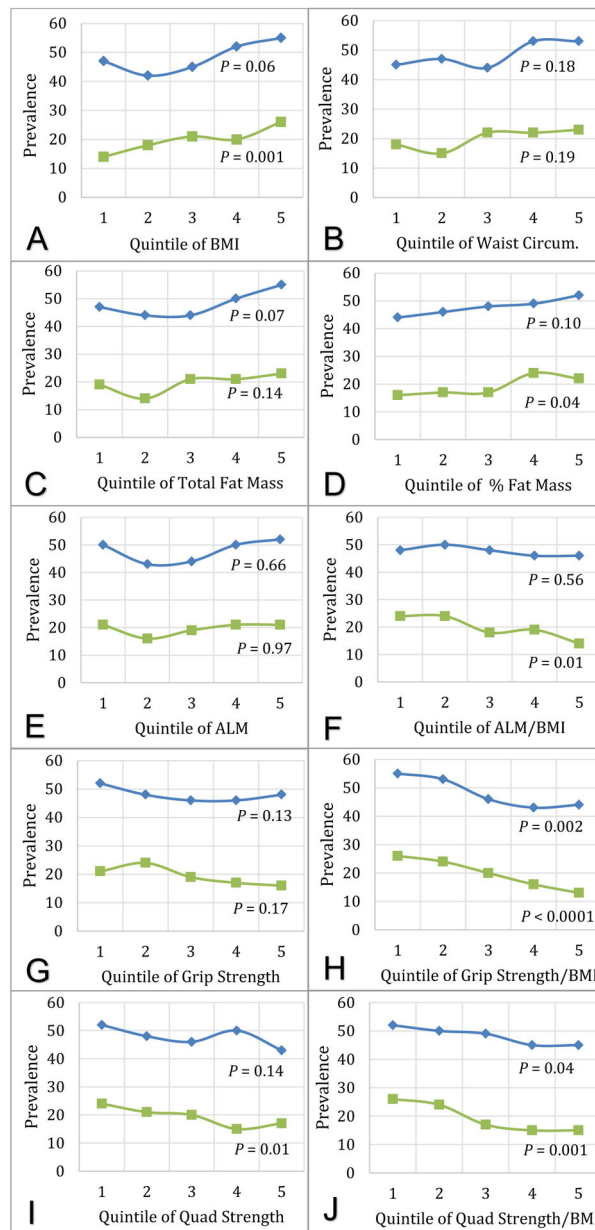 60
50
40
30
20
10
0
Prevalence
P = 0.06
P = 0.001
1 2 3 4 5
A
Quintile of BMI
60
50
40
30
20
10
0
Prevalence
P = 0.18
P = 0.19
1 2 3 4 5
B
Quintile of Waist Circum.
60
50
40
30
20
10
0
Prevalence
P = 0.07
P = 0.14
1 2 3 4 5
C
Quintile of Total Fat Mass
60
50
40
30
20
10
0
Prevalence
P = 0.10
P = 0.04
1 2 3 4 5
D
Quintile of % Fat Mass
60
50
40
30
20
10
0
Prevalence
P = 0.66
P = 0.97
1 2 3 4 5
E
Quintile of ALM
60
50
40
30
20
10
0
Prevalence
P = 0.56
P = 0.01
1 2 3 4 5
F
Quintile of ALM/BMI
60
50
40
30
20
10
0
Prevalence
P = 0.13
P = 0.17
1 2 3 4 5
G
Quintile of Grip Strength
60
50
40
30
20
10
0
Prevalence
P = 0.002
P < 0.0001
1 2 3 4 5
H
Quintile of Grip Strength/BMI
60
50
40
30
20
10
0
Prevalence
P = 0.14
P = 0.01
1 2 3 4 5
I
Quintile of Quad Strength
60
50
40
30
20
10
0
Prevalence
P = 0.04
P = 0.001
1 2 3 4 5
J
Quintile of Quad Strength/BMI